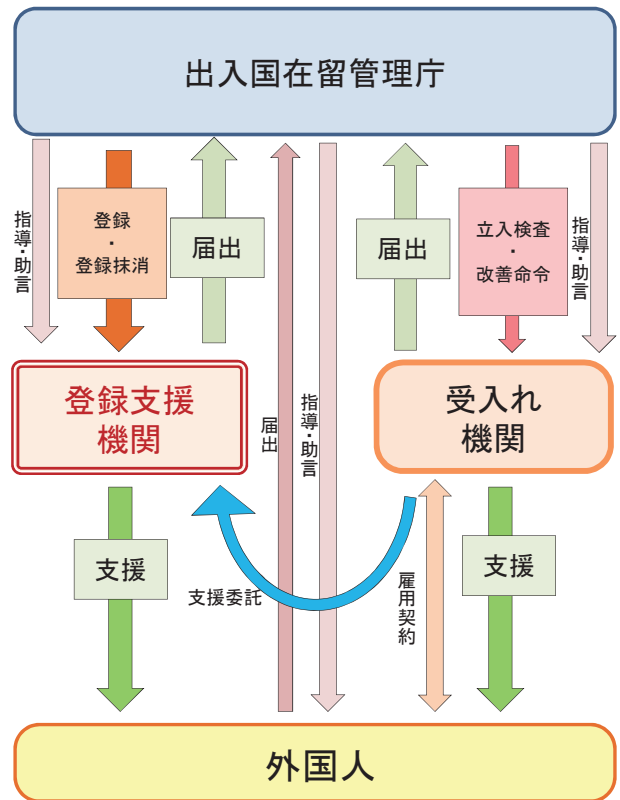 出入国在留管理庁
指導・助言
登録
・
登録抹消
届出
届出
指導・助言
届出
立入検査
・
改善命令
指導・助言
登録支援
機関
受入れ
機関
支援
支援委託
雇用契約
支援
外国人